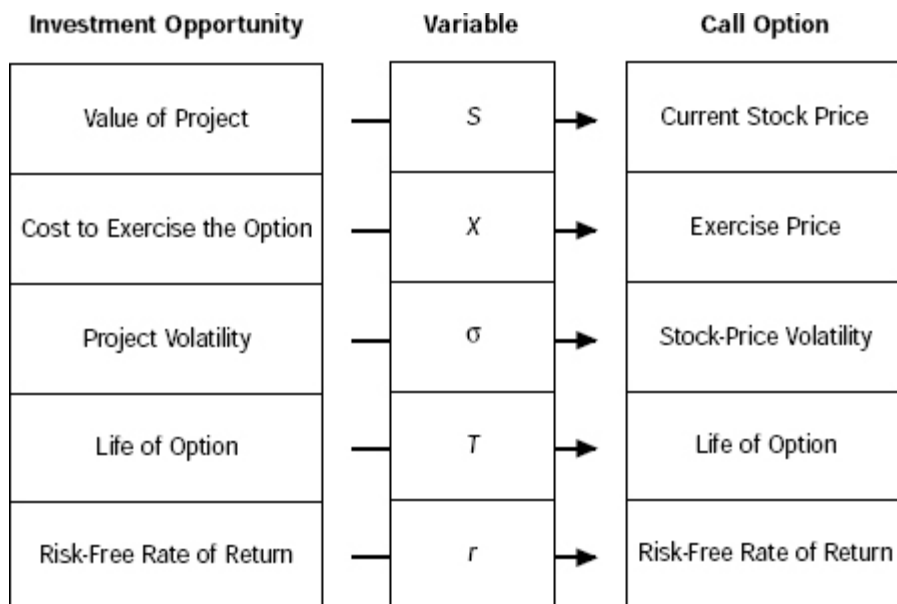 Investment Opportunity Variable Call Option
Value of Project S Current Stock Price
Cost to Exercise the Option X Exercise Price
Project Volatility σ Stock-Price Volatility
Life of Option T Life of Option
Risk-Free Rate of Return r Risk-Free Rate of Return